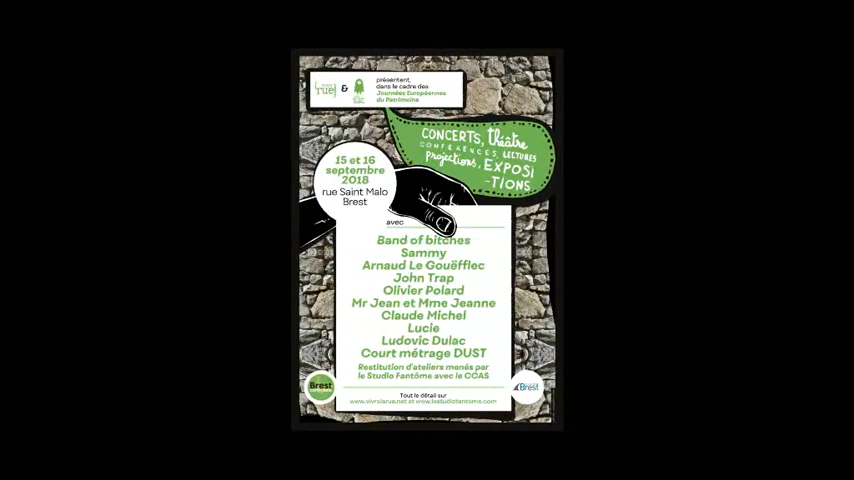 rue &
présentent,
dans le cadre des
Journées Européennes
du Patrimoine
CONCERTS, théâtre
CONFÉRENCES, LECTURES
projections, EXPOSI
-TIONS
15 et 16
septembre
2018
rue Saint Malo
Brest
avec
Band of bitches
Sammy
Arnaud Le Gouëfflec
John Trap
Olivier Polard
Mr Jean et Mme Jeanne
Claude Michel
Lucie
Ludovic Dulac
Court métrage DUST
Restitution d'ateliers menés par
le Studio Fantôme avec le CCAS
Brest
Brest
Tout le détail sur
www.vivrelarue.net et www.lestudiofantome.com